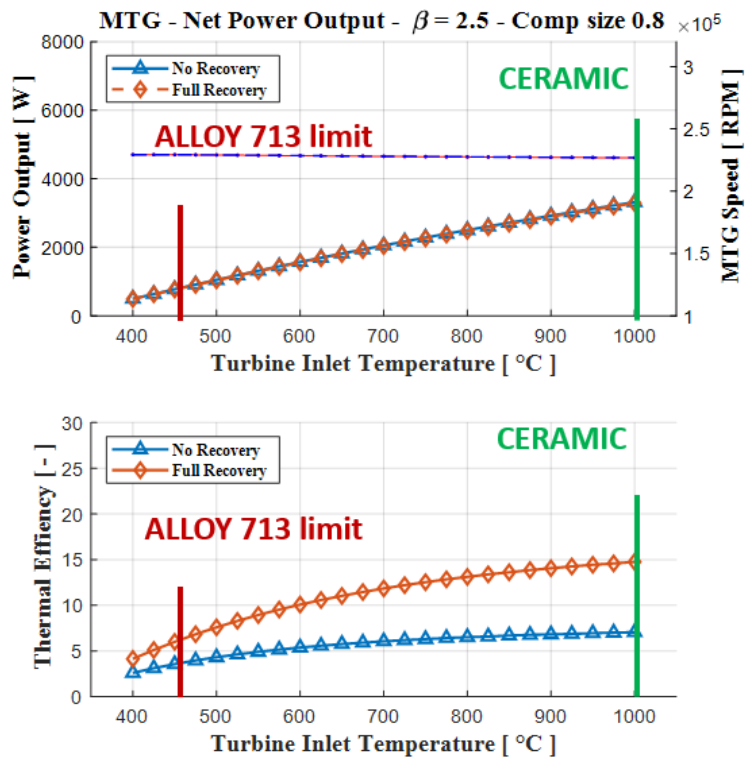 MTG - Net Power Output - β = 2.5 - Comp size 0.8
×10⁵
8000
6000
4000
2000
0
Power Output [ W ]
No Recovery
Full Recovery
ALLOY 713 limit
CERAMIC
3
2.5
2
1.5
1
MTG Speed [ RPM ]
400
500
600
700
800
900
1000
Turbine Inlet Temperature [ °C ]
30
25
20
15
10
5
0
Thermal Effiency [ - ]
No Recovery
Full Recovery
ALLOY 713 limit
CERAMIC
400
500
600
700
800
900
1000
Turbine Inlet Temperature [ °C ]